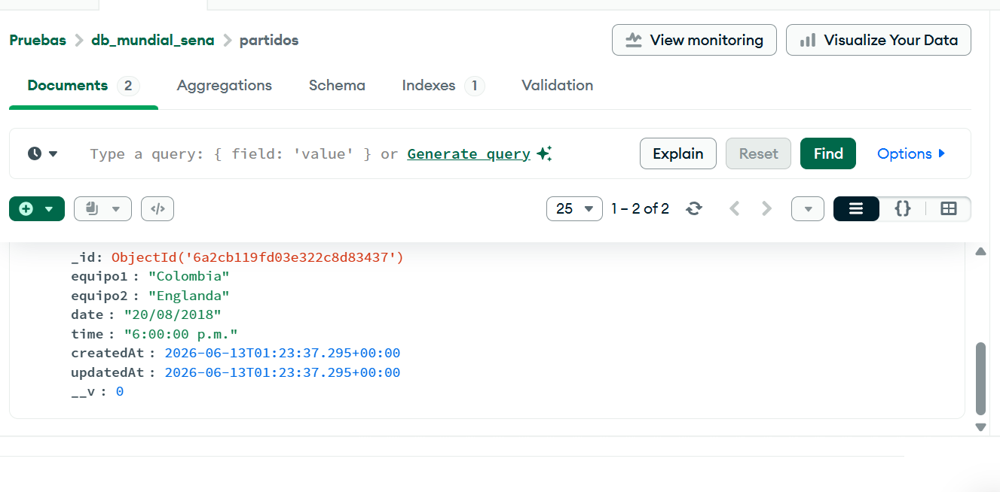 Pruebas > db_mundial_sena > partidos
View monitoring
Visualize Your Data
Documents 2 Aggregations Schema Indexes 1 Validation
Type a query: { field: 'value' } or Generate query
Explain Reset Find Options
25 1 – 2 of 2
_id: ObjectId('6a2cb119fd03e322c8d83437')
equipo1 : "Colombia"
equipo2 : "Englanda"
date : "20/08/2018"
time : "6:00:00 p.m."
createdAt : 2026-06-13T01:23:37.295+00:00
updatedAt : 2026-06-13T01:23:37.295+00:00
__v : 0